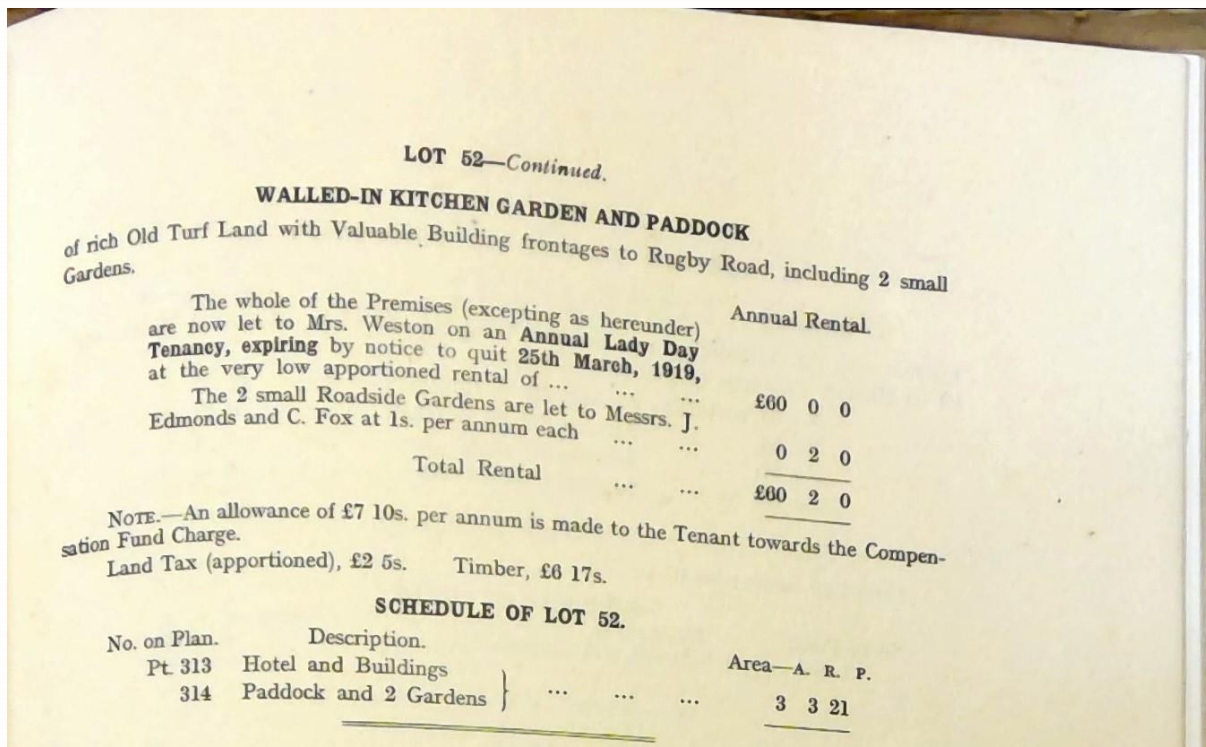 LOT 52—Continued.
WALLED-IN KITCHEN GARDEN AND PADDOCK
of rich Old Turf Land with Valuable Building frontages to Rugby Road, including 2 small
Gardens.
Annual Rental.
The whole of the Premises (excepting as hereunder)
are now let to Mrs. Weston on an Annual Lady Day
Tenancy, expiring by notice to quit 25th March, 1919,
at the very low apportioned rental of ... ... ... £60 0 0
The 2 small Roadside Gardens are let to Messrs. J.
Edmonds and C. Fox at 1s. per annum each ... ... 0 2 0
Total Rental ... ... £60 2 0
NOTE.—An allowance of £7 10s. per annum is made to the Tenant towards the Compen-
sation Fund Charge.
Land Tax (apportioned), £2 5s. Timber, £6 17s.
SCHEDULE OF LOT 52.
No. on Plan. Description. Area—A. R. P.
Pt. 313 Hotel and Buildings
314 Paddock and 2 Gardens } ... ... ... 3 3 21